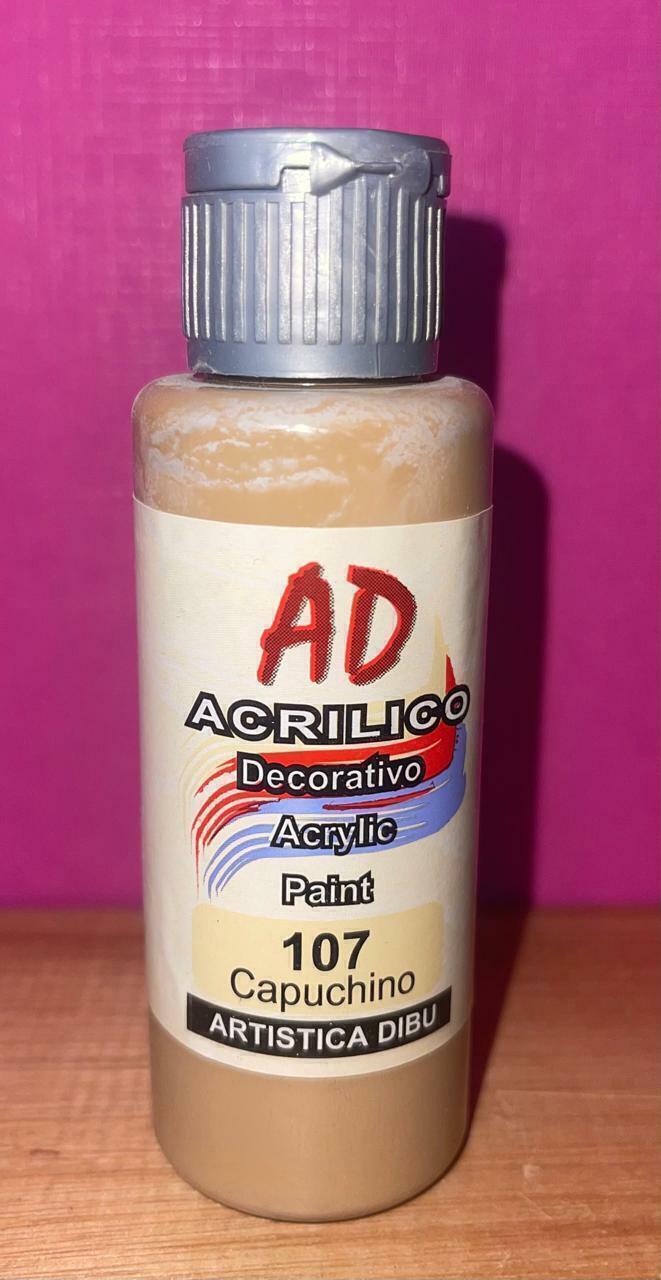 AD
ACRILICO
Decorativo
Acrylic
Paint
107
Capuchino
ARTISTICA DIBU